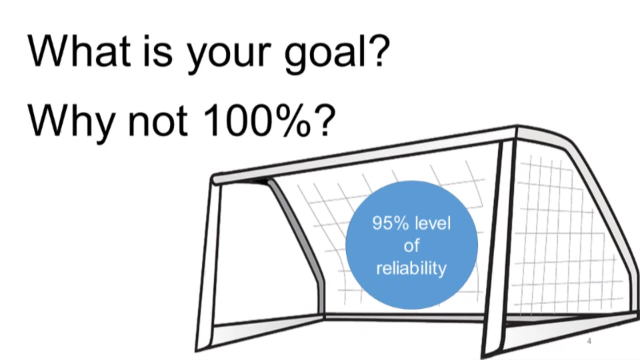 What is your goal?
Why not 100%?
95% level
of
reliability
4